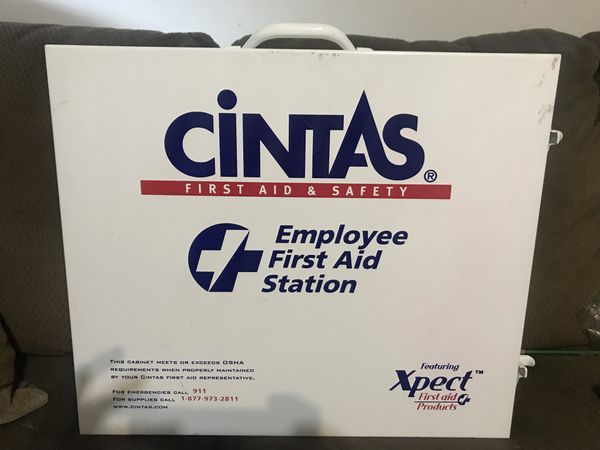 CiNTAS®
FIRST AID & SAFETY
Employee
First Aid
Station
THIS CABINET MEETS OR EXCEEDS OSHA
REQUIREMENTS WHEN PROPERLY MAINTAINED
BY YOUR CINTAS FIRST AID REPRESENTATIVE.
FOR EMERGENCIES CALL 911
FOR SUPPLIES CALL 1-877-973-2811
WWW.CINTAS.COM
Featuring
Xpect™
First aid
Products